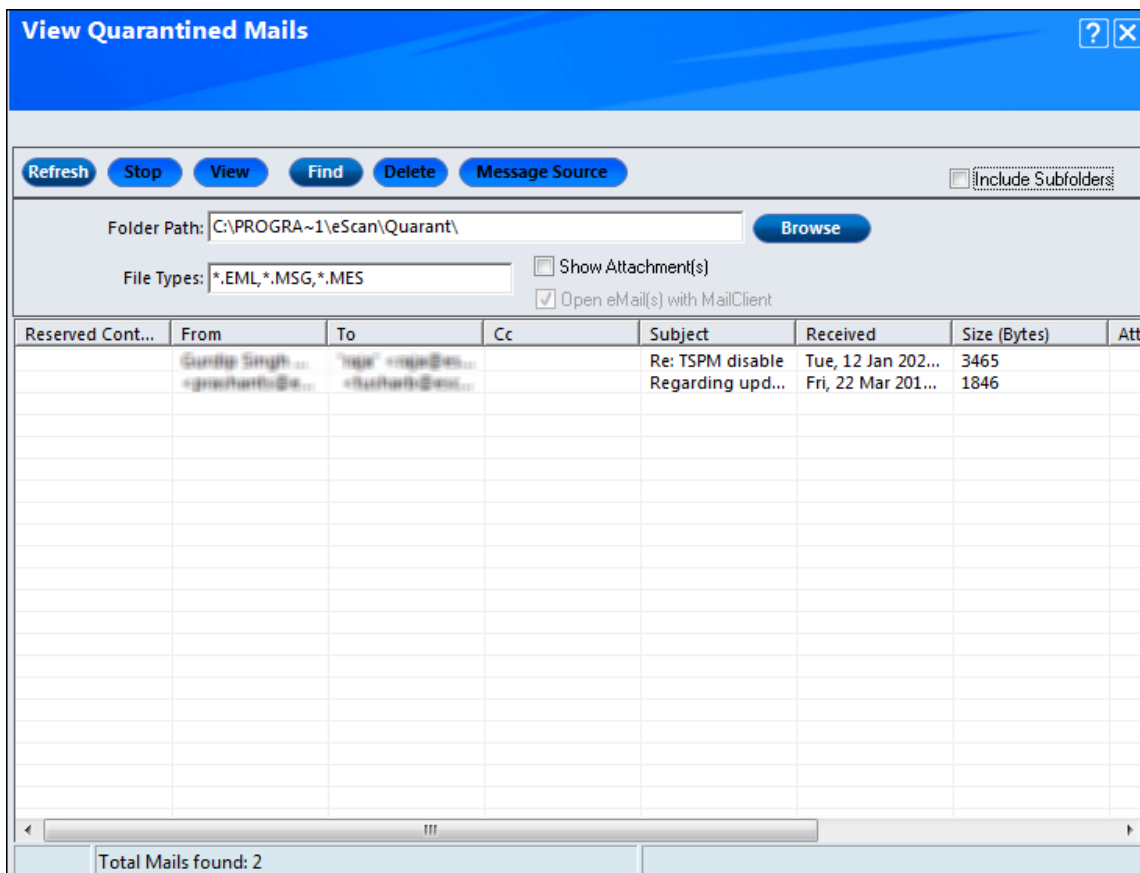 View Quarantined Mails
?
Refresh Stop View Find Delete Message Source Include Subfolders
Folder Path: C:\PROGRA~1\eScan\Quarant\ Browse
File Types: *.EML,*.MSG,*.MES Show Attachment(s)
Open eMail(s) with MailClient
Reserved Cont... From To Cc Subject Received Size (Bytes) Att
Re: TSPM disable Tue, 12 Jan 202... 3465
Regarding upd... Fri, 22 Mar 201... 1846
Total Mails found: 2